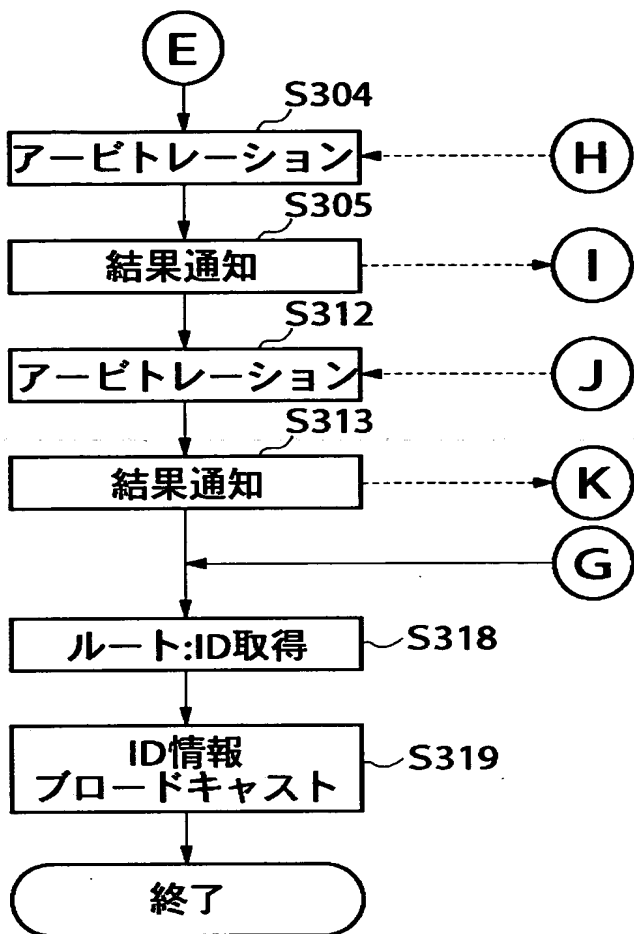 E
S304
アービトレーション
H
S305
結果通知
I
S312
アービトレーション
J
S313
結果通知
K
G
ルート:ID取得
S318
ID情報
ブロードキャスト
S319
終了